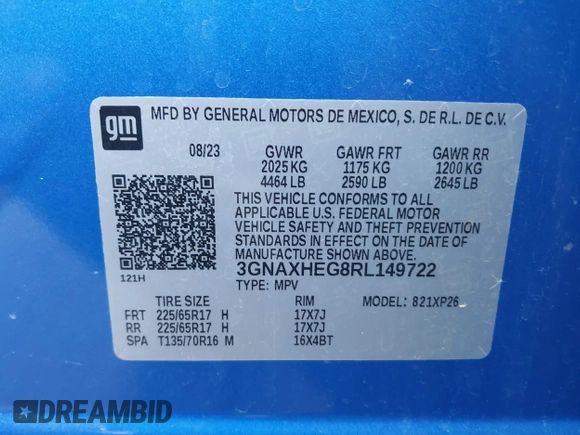 gm
MFD BY GENERAL MOTORS DE MEXICO, S. DE R.L. DE C.V.
08/23 GVWR GAWR FRT GAWR RR
2025 KG 1175 KG 1200 KG
4464 LB 2590 LB 2645 LB
THIS VEHICLE CONFORMS TO ALL
APPLICABLE U.S. FEDERAL MOTOR
VEHICLE SAFETY AND THEFT PREVENTION
STANDARDS IN EFFECT ON THE DATE
OF MANUFACTURE SHOWN ABOVE.
3GNAXHEG8RL149722
121H
TYPE: MPV
TIRE SIZE RIM MODEL: 821XP26
FRT 225/65R17 H 17X7J
RR 225/65R17 H 17X7J
SPA T135/70R16 M 16X4BT
DREAMBID